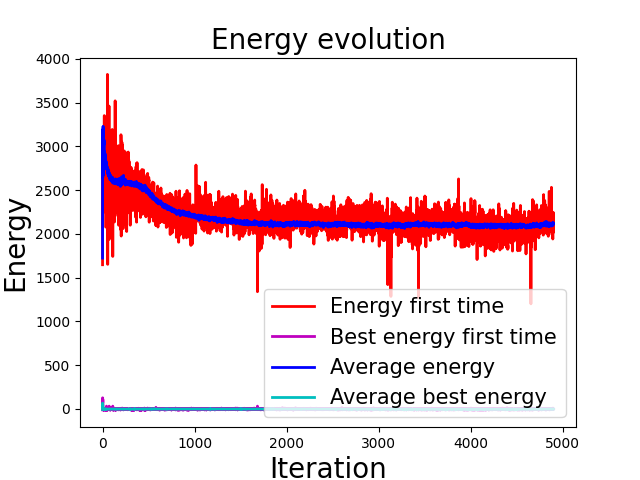 Energy evolution
4000
3500
3000
2500
2000
1500
1000
500
0
Energy
Energy first time
Best energy first time
Average energy
Average best energy
0 1000 2000 3000 4000 5000
Iteration